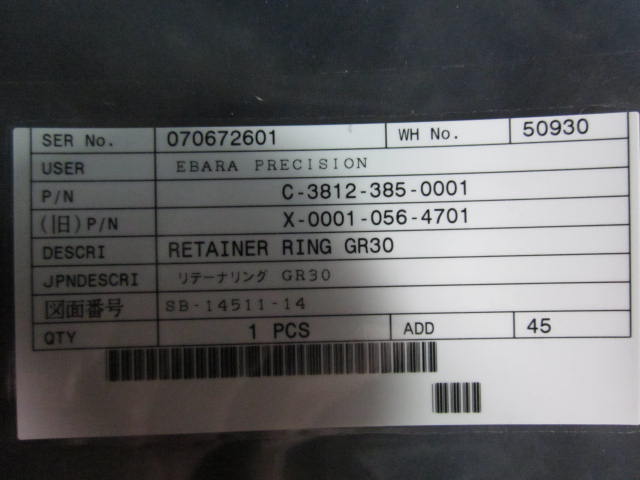 SER No. 070672601 WH No. 50930
USER EBARA PRECISION
P/N C-3812-385-0001
(旧)P/N X-0001-056-4701
DESCRI RETAINER RING GR30
JPNDESCRI リテーナリング GR30
図面番号 SB-14511-14
QTY 1 PCS ADD 45